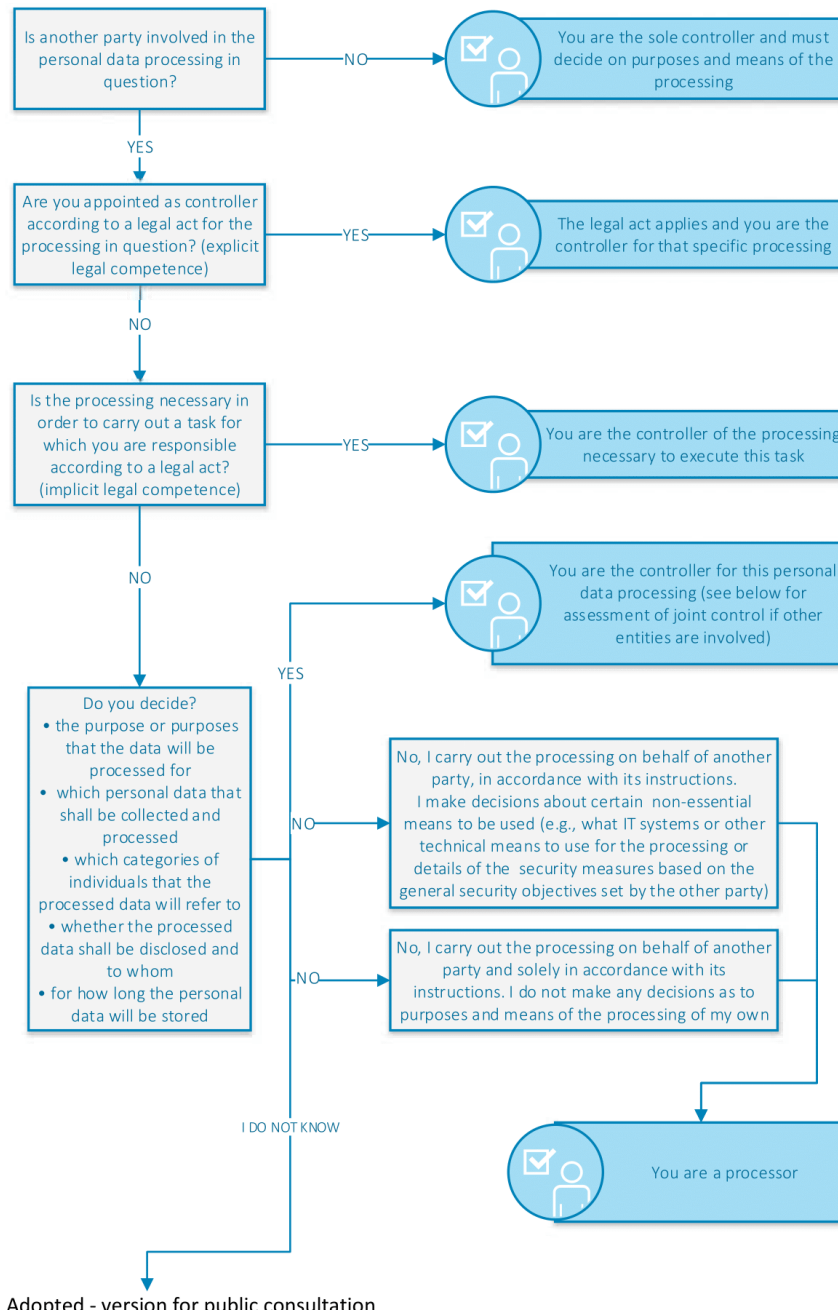 Is another party involved in the
personal data processing in
question?
NO
You are the sole controller and must
decide on purposes and means of the
processing
YES
Are you appointed as controller
according to a legal act for the
processing in question? (explicit
legal competence)
YES
The legal act applies and you are the
controller for that specific processing
NO
Is the processing necessary in
order to carry out a task for
which you are responsible
according to a legal act?
(implicit legal competence)
YES
You are the controller of the processing
necessary to execute this task
NO
You are the controller for this personal
data processing (see below for
assessment of joint control if other
entities are involved)
YES
Do you decide?
• the purpose or purposes
that the data will be
processed for
• which personal data that
shall be collected and
processed
• which categories of
individuals that the
processed data will refer to
• whether the processed
data shall be disclosed and
to whom
• for how long the personal
data will be stored
NO
No, I carry out the processing on behalf of another
party, in accordance with its instructions.
I make decisions about certain non-essential
means to be used (e.g., what IT systems or other
technical means to use for the processing or
details of the security measures based on the
general security objectives set by the other party)
NO
No, I carry out the processing on behalf of another
party and solely in accordance with its
instructions. I do not make any decisions as to
purposes and means of the processing of my own
I DO NOT KNOW
You are a processor
Adopted - version for public consultation